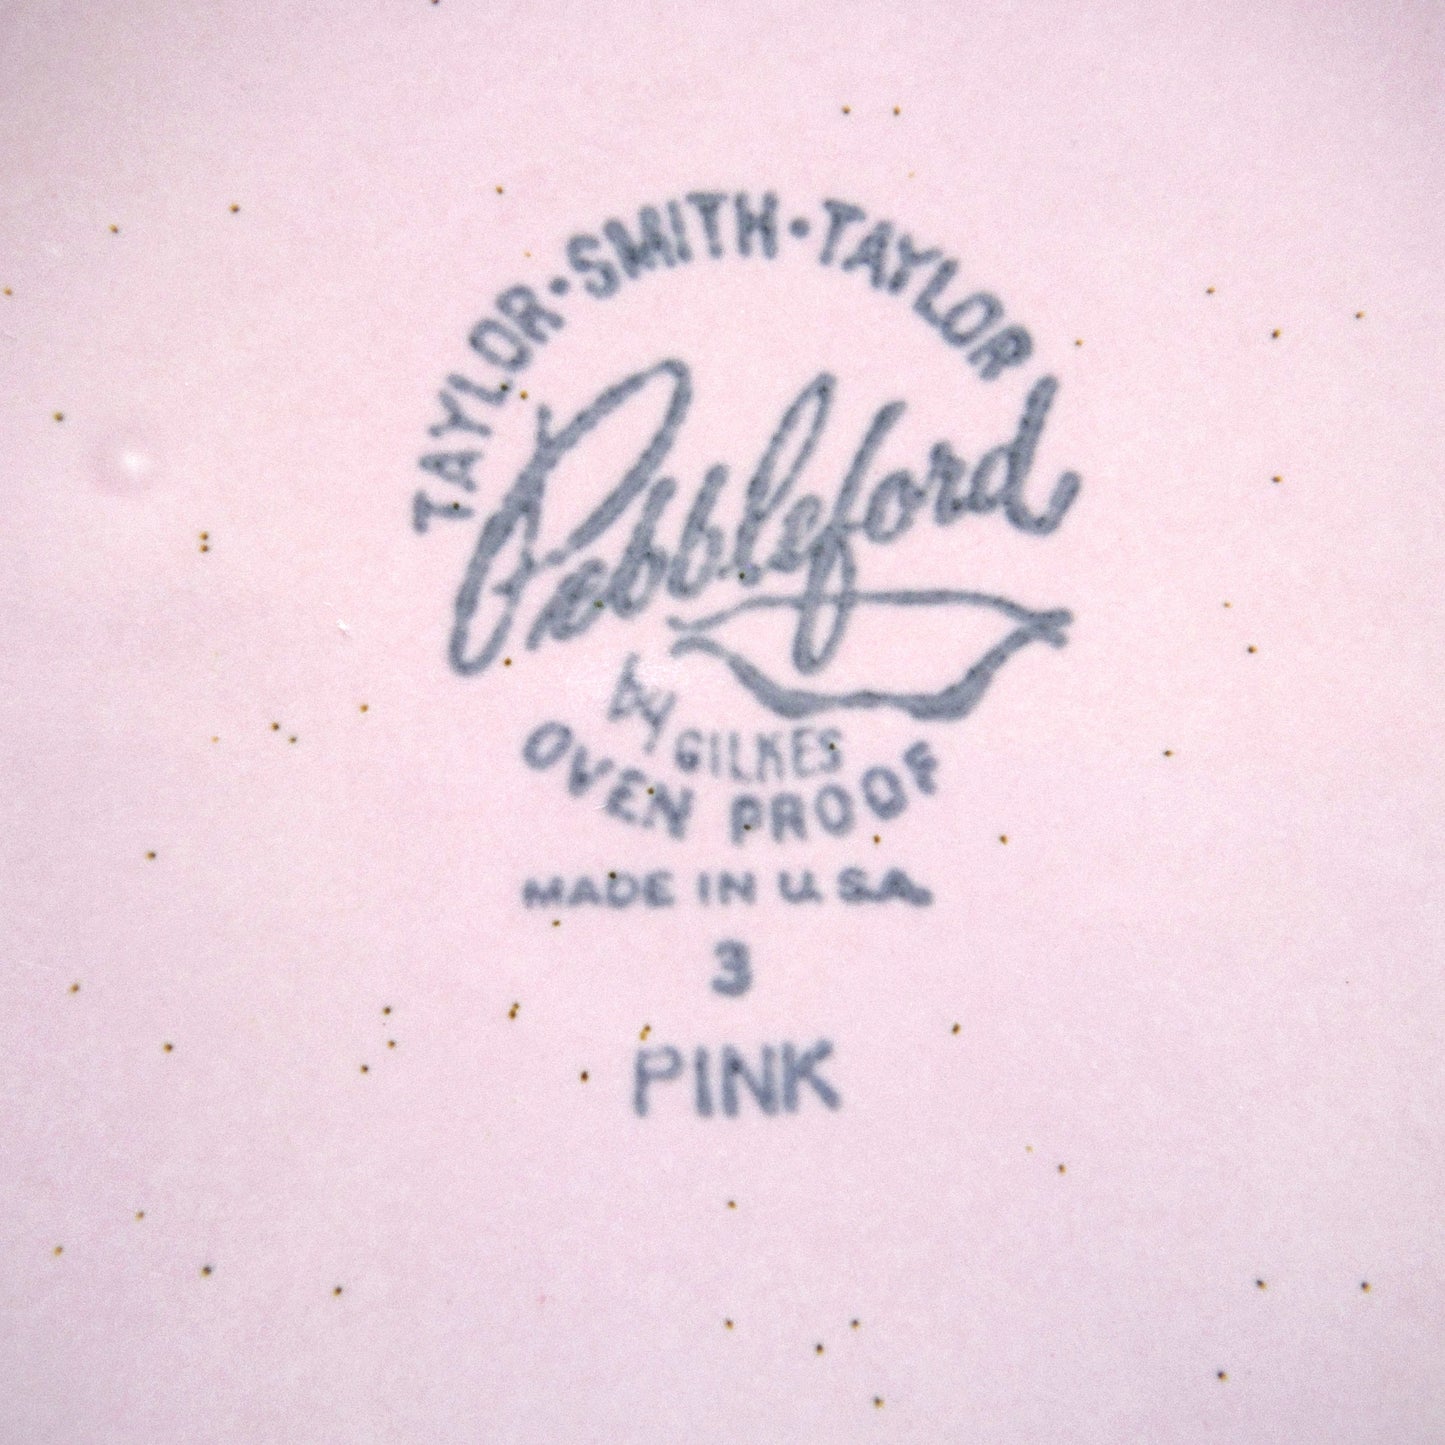 TAYLOR·SMITH·TAYLOR
Pebbleford
by
GILKES
OVEN PROOF
MADE IN U.S.A.
3
PINK